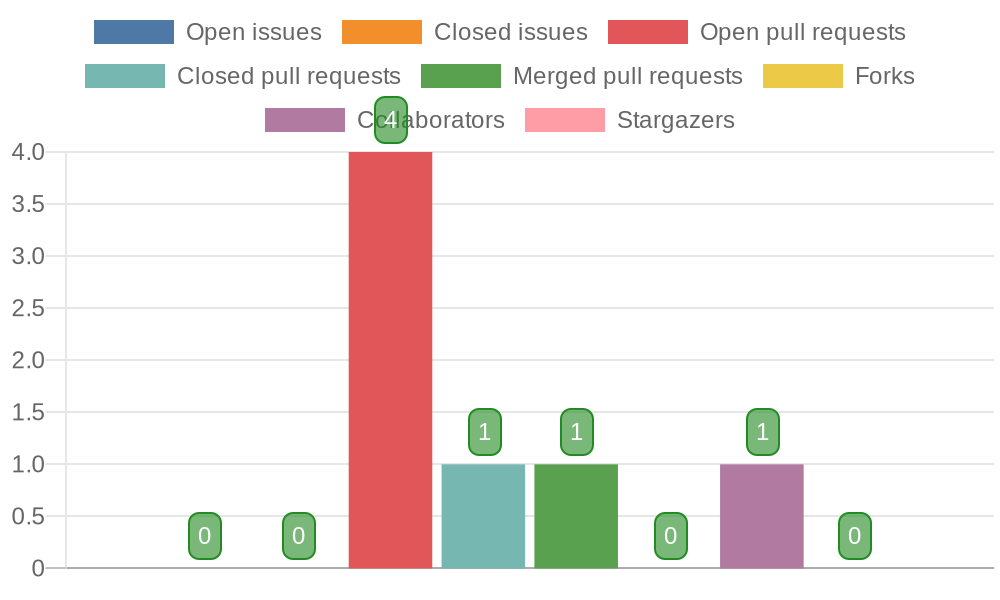 Open issues Closed issues Open pull requests
Closed pull requests Merged pull requests Forks
Collaborators Stargazers
4
4.0
3.5
3.0
2.5
2.0
1.5
1 1 1
1.0
0.5
0 0 0 0
0